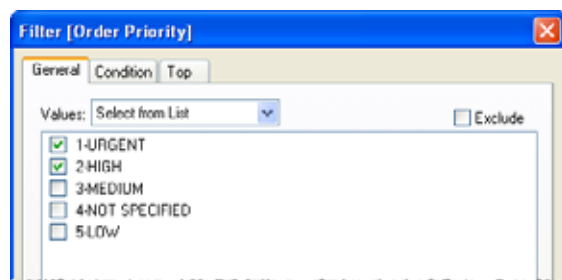 Filter [Order Priority]
General Condition Top
Values: Select from List Exclude
1-URGENT
2-HIGH
3-MEDIUM
4-NOT SPECIFIED
5-LOW